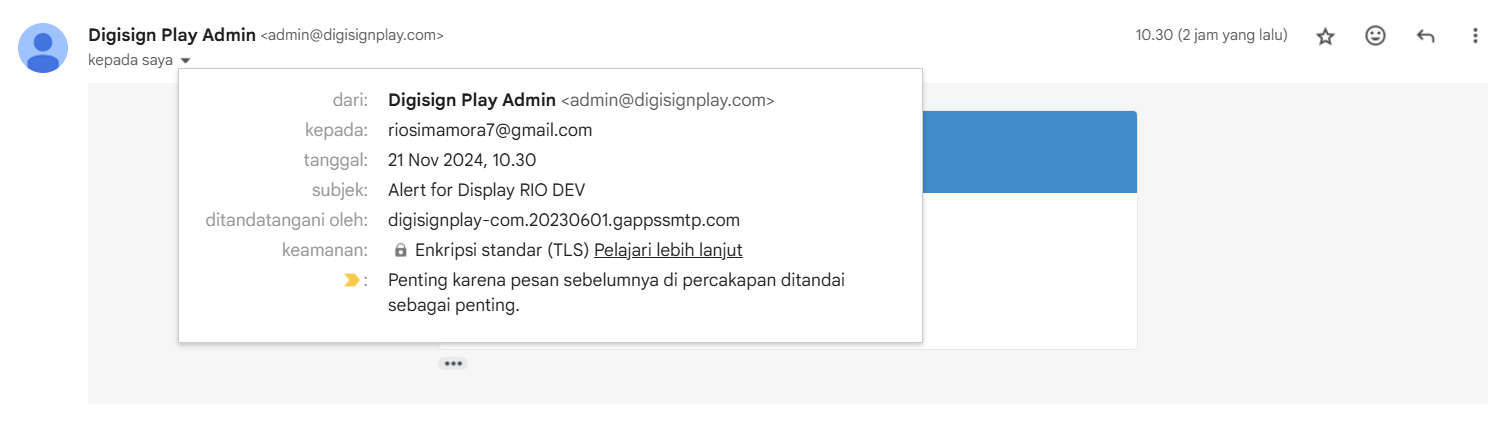 Digisign Play Admin <admin@digisignplay.com>
10.30 (2 jam yang lalu)
kepada saya
dari: Digisign Play Admin <admin@digisignplay.com>
kepada: riosimamora7@gmail.com
tanggal: 21 Nov 2024, 10.30
subjek: Alert for Display RIO DEV
ditandatangani oleh: digisignplay-com.20230601.gappssmtp.com
keamanan: Enkripsi standar (TLS) Pelajari lebih lanjut
: Penting karena pesan sebelumnya di percakapan ditandai
sebagai penting.